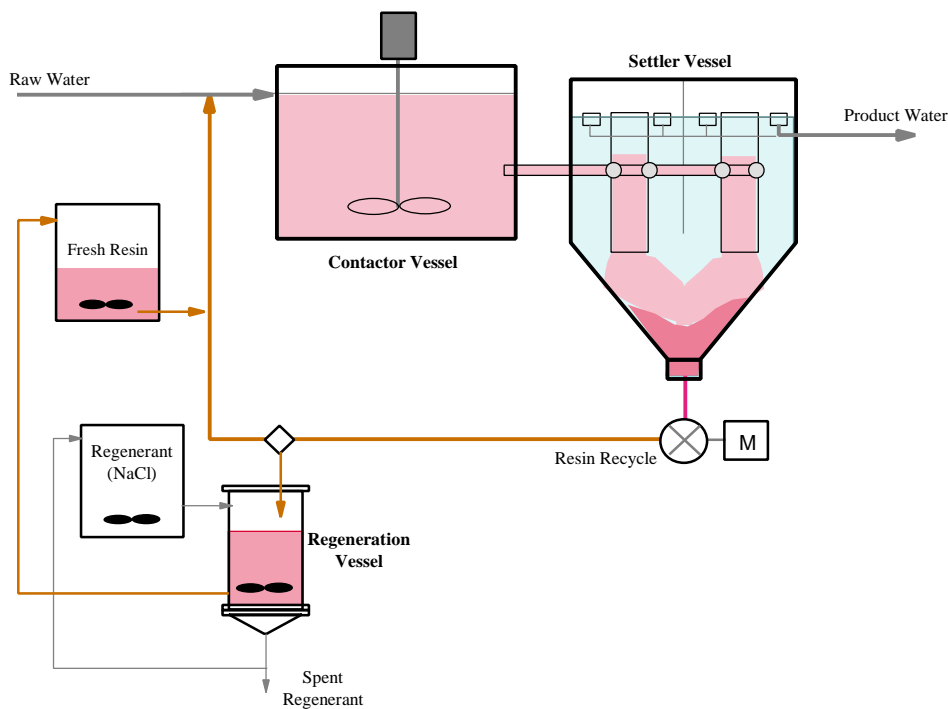 Raw Water
Settler Vessel
Product Water
Fresh Resin
Contactor Vessel
Regenerant
(NaCl)
Resin Recycle
M
Regeneration
Vessel
Spent
Regenerant